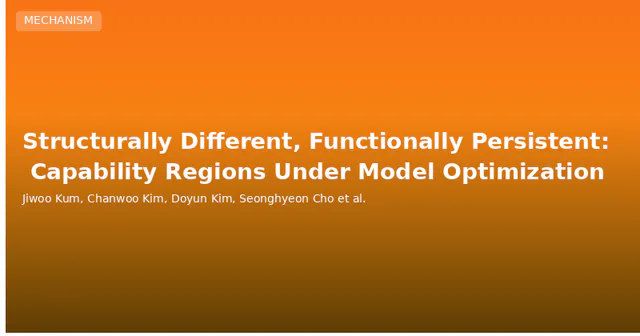 MECHANISM
Structurally Different, Functionally Persistent:
Capability Regions Under Model Optimization
Jiwoo Kum, Chanwoo Kim, Doyun Kim, Seonghyeon Cho et al.